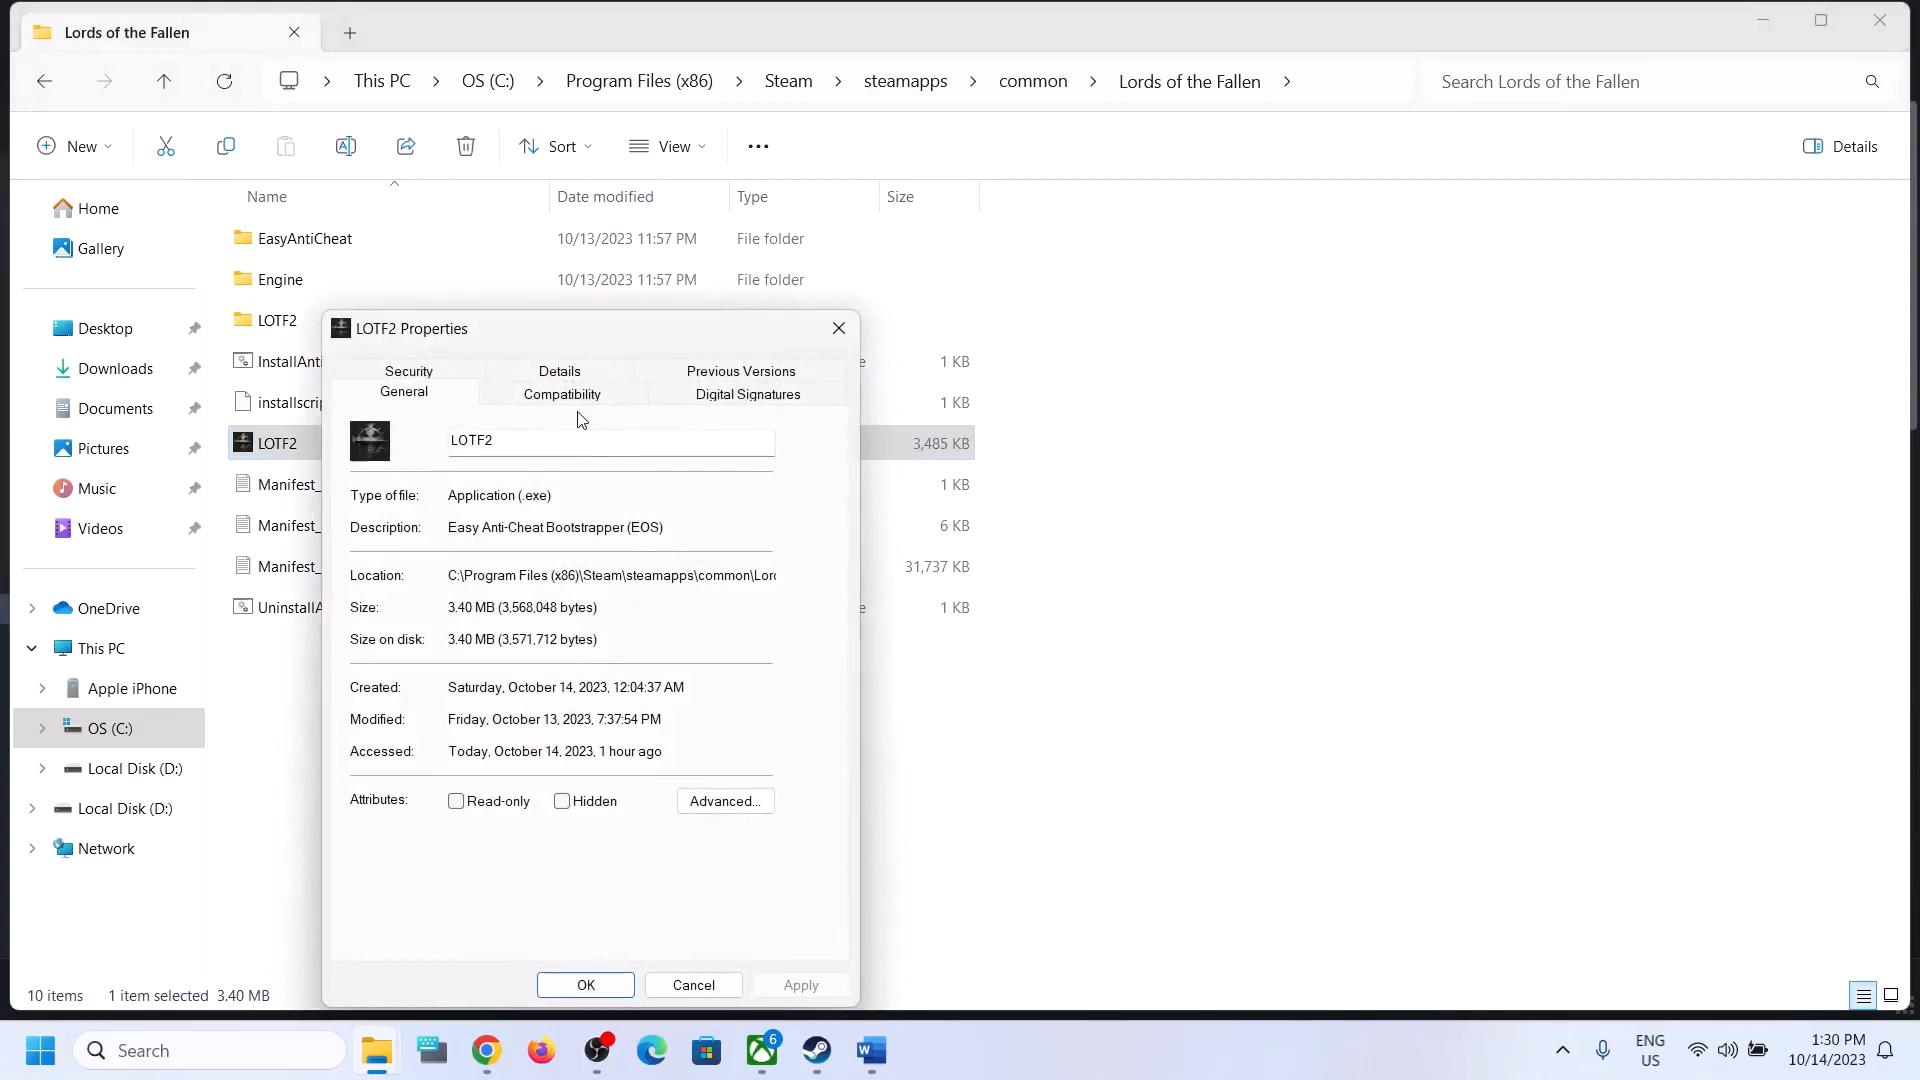 Lords of the Fallen
This PC > OS (C:) > Program Files (x86) > Steam > steamapps > common > Lords of the Fallen >
Search Lords of the Fallen
New
Sort
View
Details
Name
Date modified
Type
Size
Home
Gallery
Desktop
Downloads
Documents
Pictures
Music
Videos
OneDrive
This PC
Apple iPhone
OS (C:)
Local Disk (D:)
Local Disk (D:)
Network
EasyAntiCheat 10/13/2023 11:57 PM File folder
Engine 10/13/2023 11:57 PM File folder
LOTF2
InstallAnti e 1 KB
installscrip 1 KB
LOTF2 3,485 KB
Manifest_ 1 KB
Manifest_ 6 KB
Manifest_ 31,737 KB
UninstallA e 1 KB
LOTF2 Properties
Security Details Previous Versions
General Compatibility Digital Signatures
LOTF2
Type of file: Application (.exe)
Description: Easy Anti-Cheat Bootstrapper (EOS)
Location: C:\Program Files (x86)\Steam\steamapps\common\Lord
Size: 3.40 MB (3,568,048 bytes)
Size on disk: 3.40 MB (3,571,712 bytes)
Created: Saturday, October 14, 2023, 12:04:37 AM
Modified: Friday, October 13, 2023, 7:37:54 PM
Accessed: Today, October 14, 2023, 1 hour ago
Attributes: Read-only Hidden Advanced...
OK Cancel Apply
10 items 1 item selected 3.40 MB
Search
6
ENG
US
1:30 PM
10/14/2023